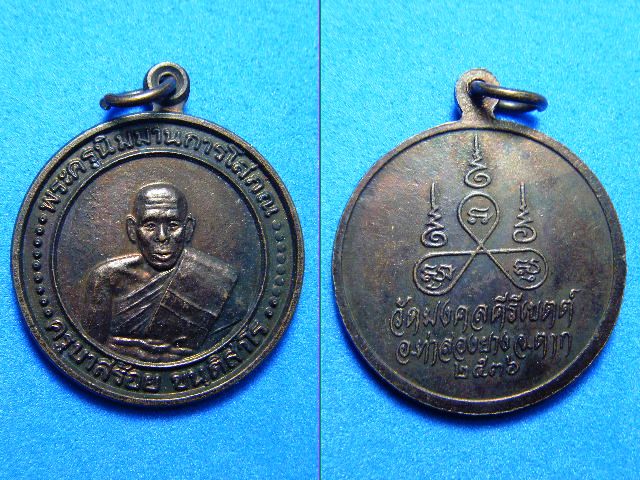 พระครูนิมมานการโสภณ
ครูบาสร้อย ขนฺติสาโร
วัดมงคลคีรีเขตต์
อ.ท่าสองยาง จ.ตาก
๒๕๓๖